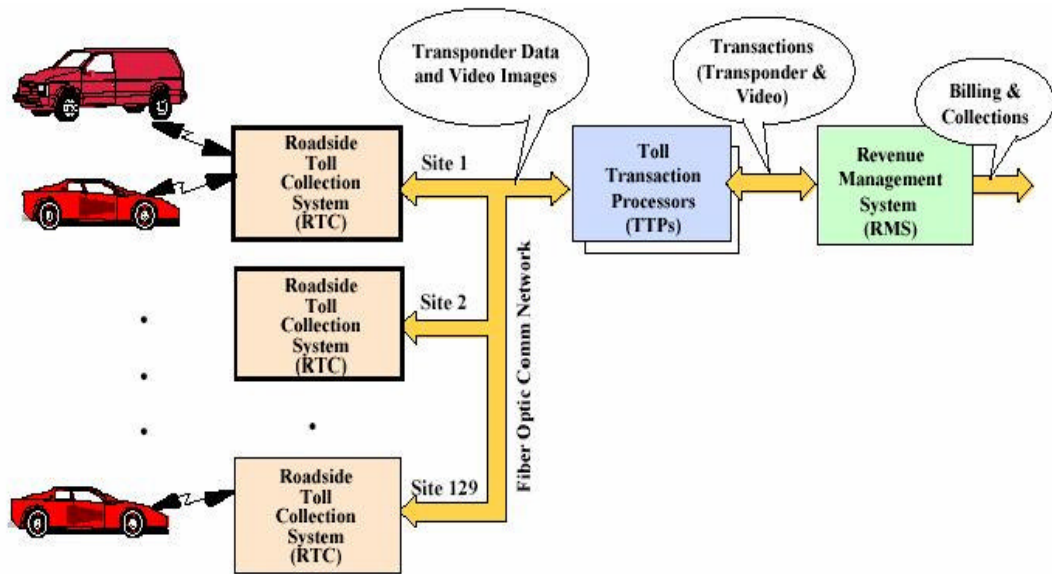 Transponder Data
and Video Images
Transactions
(Transponder &
Video)
Billing &
Collections
Roadside
Toll
Collection
System
(RTC)
Site 1
Toll
Transaction
Processors
(TTPs)
Revenue
Management
System
(RMS)
Roadside
Toll
Collection
System
(RTC)
Site 2
Fiber Optic Comm Network
Roadside
Toll
Collection
System
(RTC)
Site 129